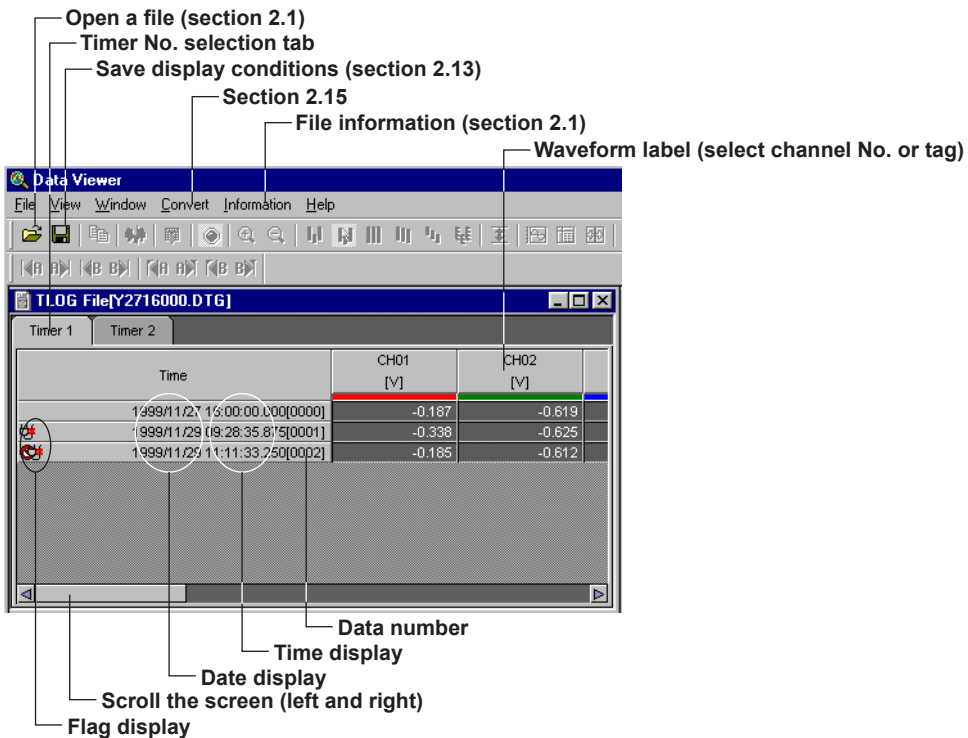 Open a file (section 2.1)
Timer No. selection tab
Save display conditions (section 2.13)
Section 2.15
File information (section 2.1)
Waveform label (select channel No. or tag)
Data Viewer
File View Window Convert Information Help
A A B B A A B B
TLOG File[Y2716000.DTG]
Timer 1 Timer 2
Time CH01 [V] CH02 [V]
1999/11/27 16:00:00.000[0000] -0.187 -0.619
1999/11/29 09:28:35.875[0001] -0.338 -0.625
1999/11/29 11:11:33.250[0002] -0.185 -0.612
Data number
Time display
Date display
Scroll the screen (left and right)
Flag display